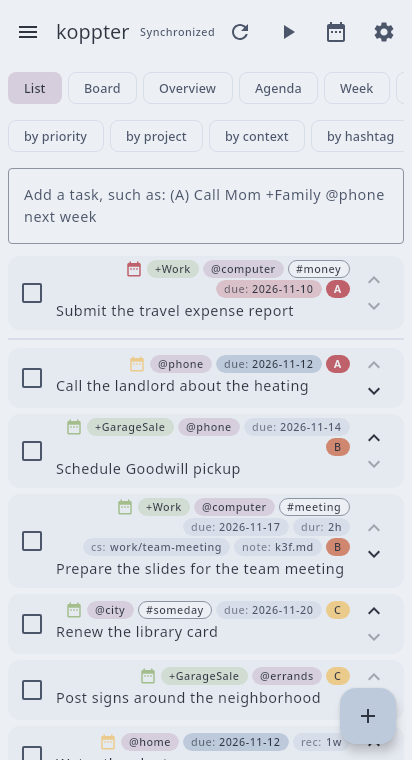 koppter Synchronized
List Board Overview Agenda Week
by priority by project by context by hashtag
Add a task, such as: (A) Call Mom +Family @phone
next week
+Work @computer #money
due: 2026-11-10 A
Submit the travel expense report
@phone due: 2026-11-12 A
Call the landlord about the heating
+GarageSale @phone due: 2026-11-14
B
Schedule Goodwill pickup
+Work @computer #meeting
due: 2026-11-17 dur: 2h
cs: work/team-meeting note: k3f.md B
Prepare the slides for the team meeting
@city #someday due: 2026-11-20 C
Renew the library card
+GarageSale @errands C
Post signs around the neighborhood
@home due: 2026-11-12 rec: 1w